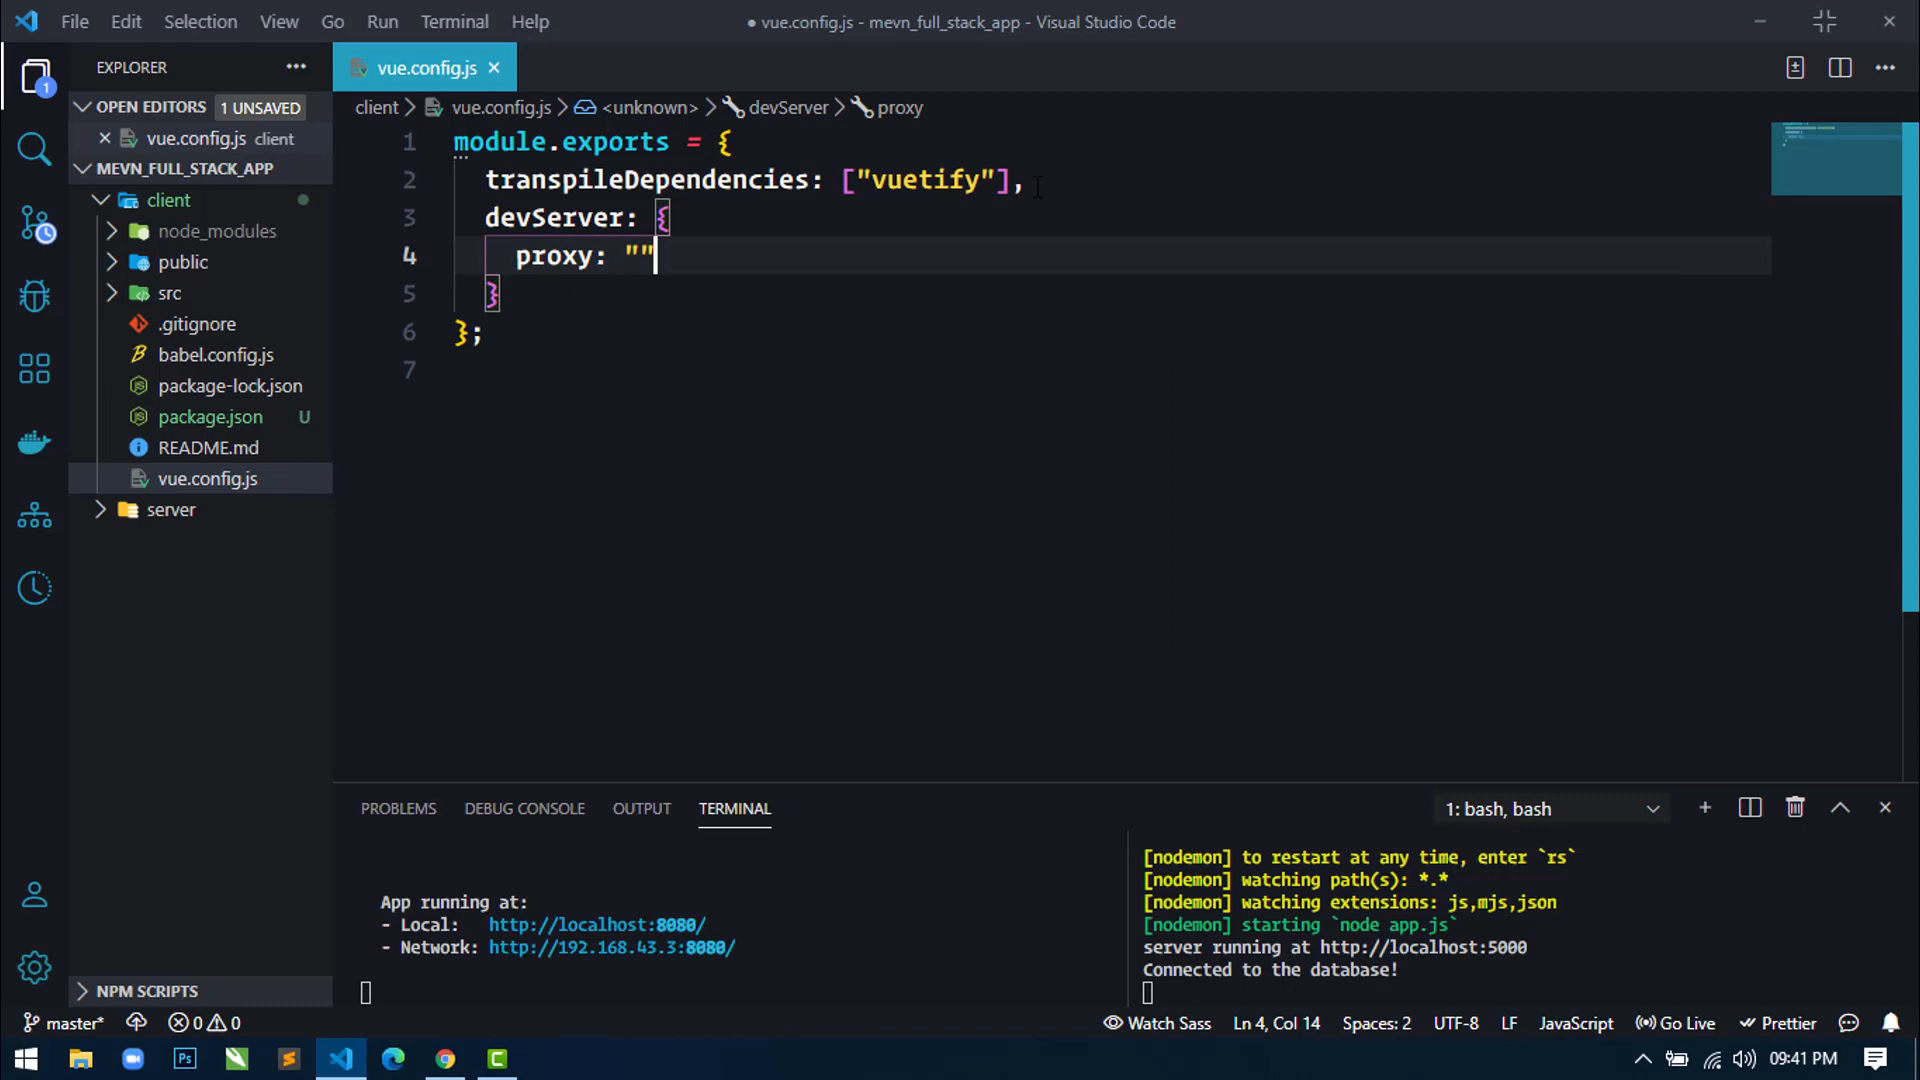 File Edit Selection View Go Run Terminal Help
● vue.config.js - mevn_full_stack_app - Visual Studio Code
EXPLORER
OPEN EDITORS 1 UNSAVED
vue.config.js client
MEVN_FULL_STACK_APP
client
node_modules
public
src
.gitignore
babel.config.js
package-lock.json
package.json U
README.md
vue.config.js
server
NPM SCRIPTS
1
vue.config.js
client > vue.config.js > <unknown> > devServer > proxy
1 module.exports = {
2 transpileDependencies: ["vuetify"],
3 devServer: {
4 proxy: ""
5 }
6 };
7
PROBLEMS DEBUG CONSOLE OUTPUT TERMINAL
1: bash, bash
App running at:
- Local: http://localhost:8080/
- Network: http://192.168.43.3:8080/
[nodemon] to restart at any time, enter `rs`
[nodemon] watching path(s): *.*
[nodemon] watching extensions: js,mjs,json
[nodemon] starting `node app.js`
server running at http://localhost:5000
Connected to the database!
master* 0 0
Watch Sass Ln 4, Col 14 Spaces: 2 UTF-8 LF JavaScript Go Live Prettier
Ps
C
09:41 PM